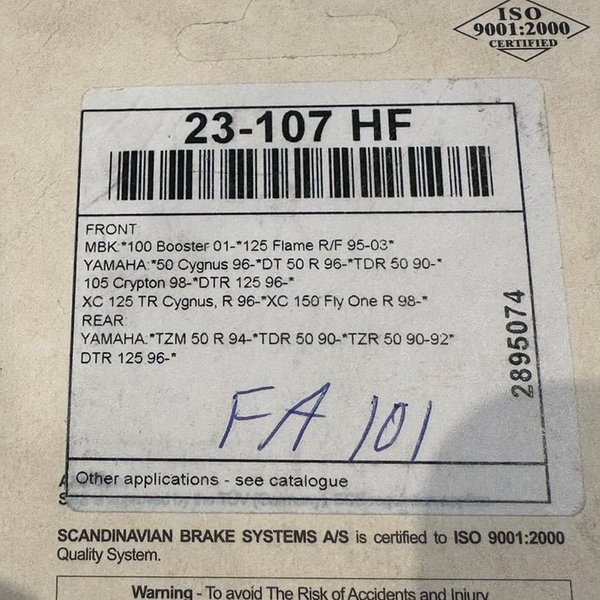 ISO
9001:2000
CERTIFIED
23-107 HF
FRONT
MBK:*100 Booster 01-*125 Flame R/F 95-03*
YAMAHA:*50 Cygnus 96-*DT 50 R 96-*TDR 50 90-*
105 Crypton 98-*DTR 125 96-*
XC 125 TR Cygnus, R 96-*XC 150 Fly One R 98-*
REAR
YAMAHA:*TZM 50 R 94-*TDR 50 90-*TZR 50 90-92*
DTR 125 96-*
2895074
FA 101
Other applications - see catalogue
SCANDINAVIAN BRAKE SYSTEMS A/S is certified to ISO 9001:2000
Quality System.
Warning - To avoid The Risk of Accidents and Injury